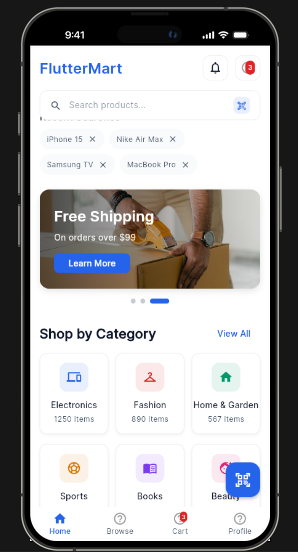 9:41
FlutterMart
3
Search products...
iPhone 15
Nike Air Max
Samsung TV
MacBook Pro
Free Shipping
On orders over $99
Learn More
Shop by Category
View All
Electronics
1250 items
Fashion
890 items
Home & Garden
567 items
Sports
Books
Beauty
3
Home
Browse
Cart
Profile